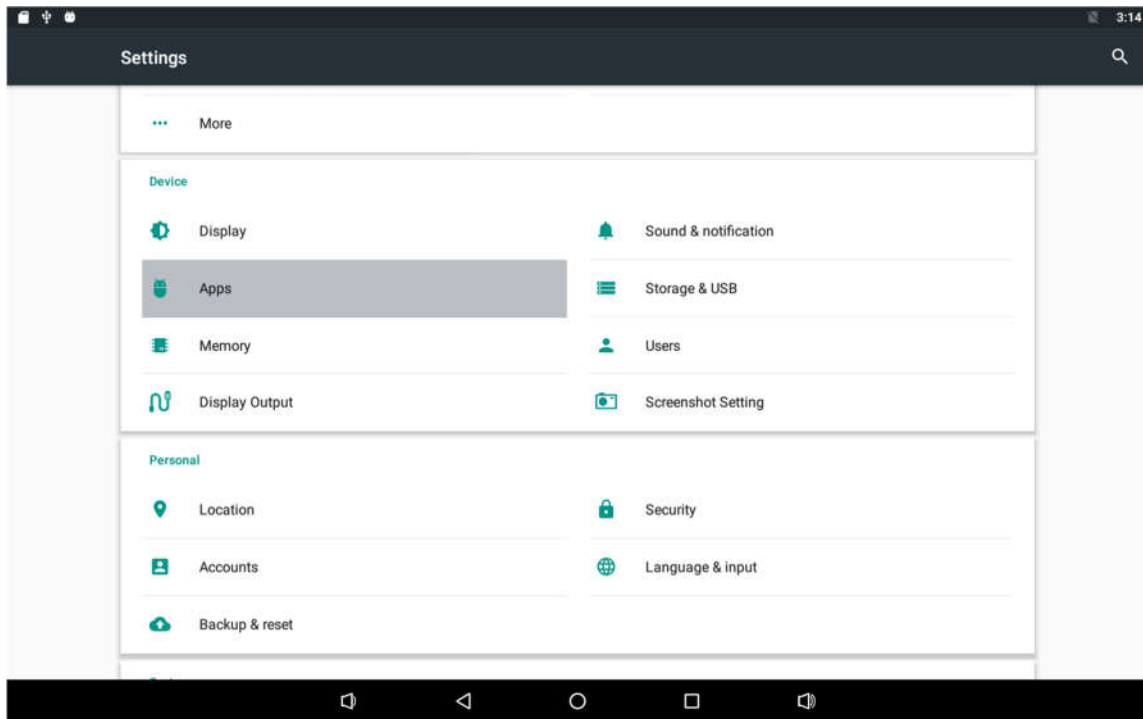 3:14
Settings
More
Device
Display
Sound & notification
Apps
Storage & USB
Memory
Users
Display Output
Screenshot Setting
Personal
Location
Security
Accounts
Language & input
Backup & reset